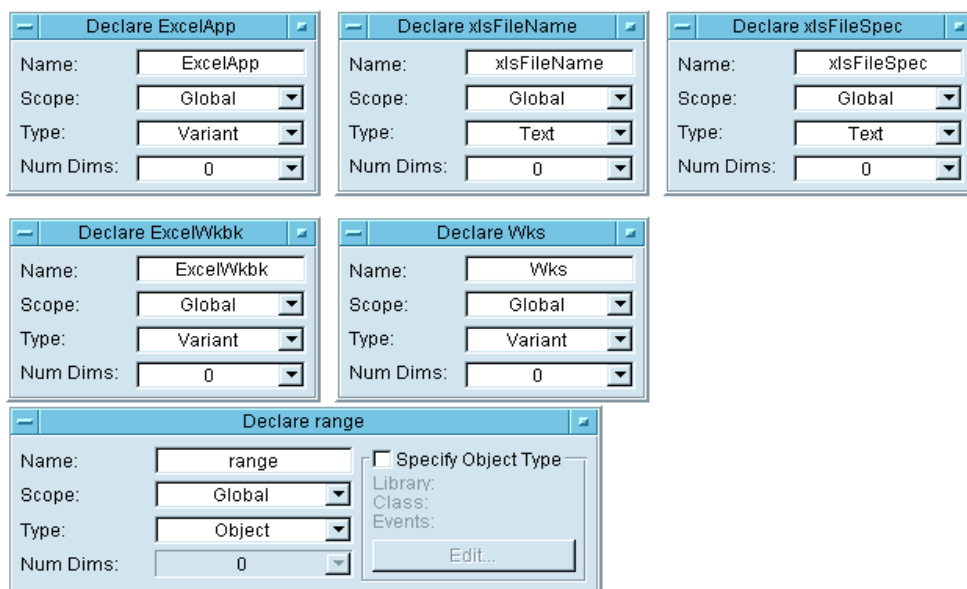 Declare ExcelApp
Name: ExcelApp
Scope: Global
Type: Variant
Num Dims: 0
Declare xlsFileName
Name: xlsFileName
Scope: Global
Type: Text
Num Dims: 0
Declare xlsFileSpec
Name: xlsFileSpec
Scope: Global
Type: Text
Num Dims: 0
Declare ExcelWkbk
Name: ExcelWkbk
Scope: Global
Type: Variant
Num Dims: 0
Declare Wks
Name: Wks
Scope: Global
Type: Variant
Num Dims: 0
Declare range
Name: range
Scope: Global
Type: Object
Num Dims: 0
Specify Object Type
Library:
Class:
Events:
Edit...